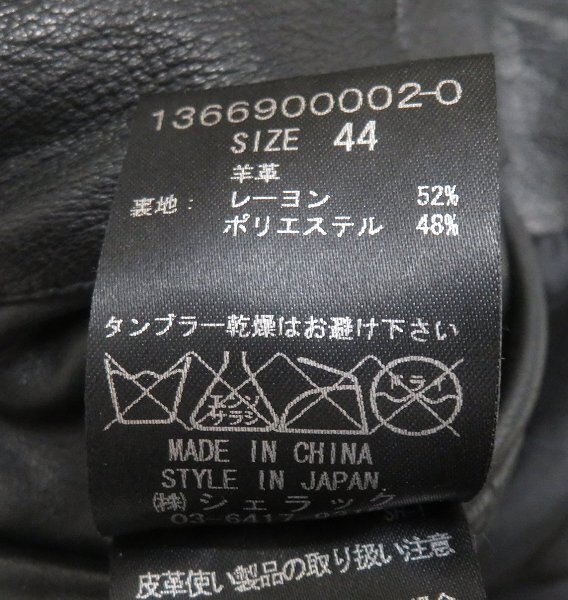 1366900002-0
SIZE 44
羊革
裏地: レーヨン 52%
ポリエステル 48%
タンブラー乾燥はお避け下さい
エンソ サラシ ドライ
MADE IN CHINA
STYLE IN JAPAN.
㈱ シェラック
03-6417-
皮革使い製品の取り扱い注意